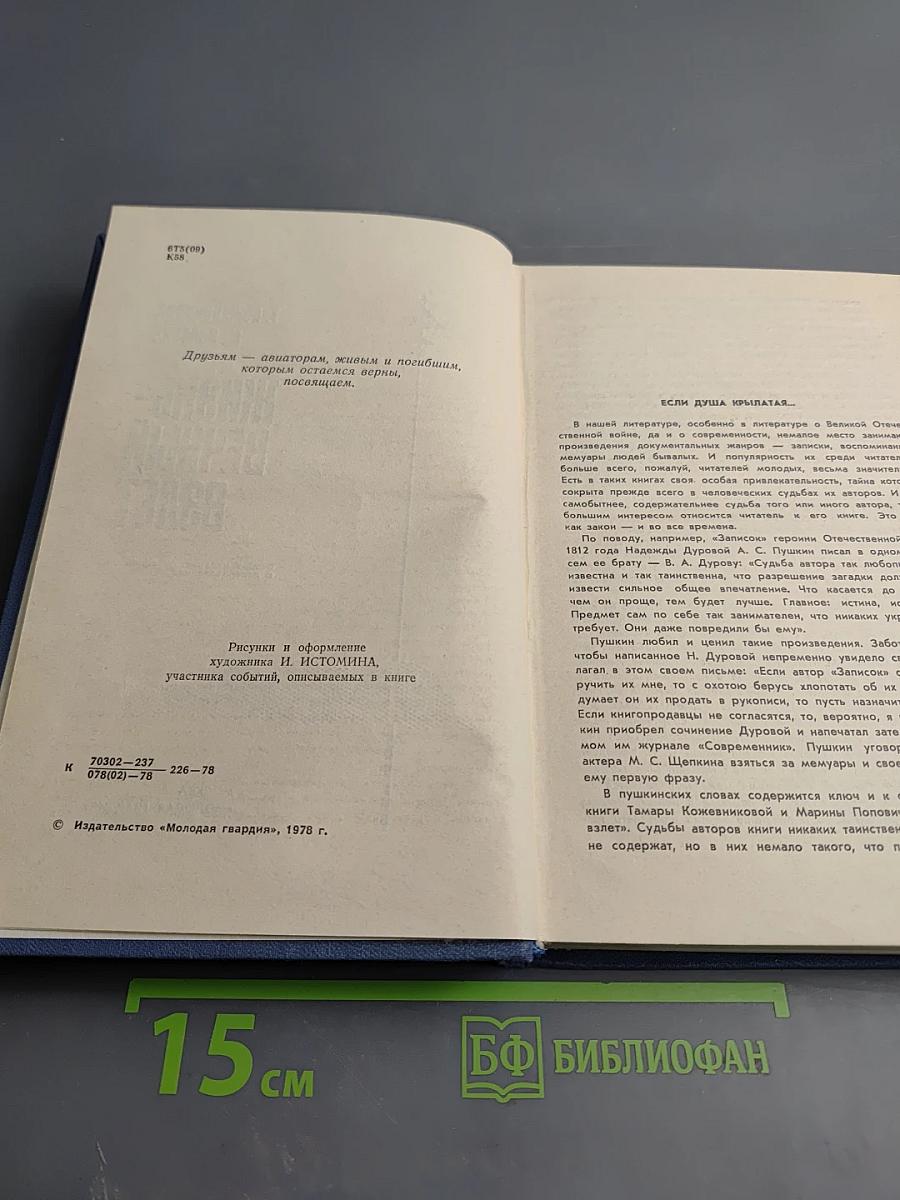 6Т5(09)
К58
Друзьям — авиаторам, живым и погибшим,
которым остаемся верны,
посвящаем.
Рисунки и оформление
художника И. ИСТОМИНА,
участника событий, описываемых в книге
К 70302—237
078(02)—78 226—78
© Издательство «Молодая гвардия», 1978 г.
ЕСЛИ ДУША КРЫЛАТАЯ...
В нашей литературе, особенно в литературе о Великой Отече
ственной войне, да и о современности, немалое место занимаю
произведения документальных жанров — записки, воспоминан
мемуары людей бывалых. И популярность их среди читател
больше всего, пожалуй, читателей молодых, весьма значител
Есть в таких книгах своя особая привлекательность, тайна кото
сокрыта прежде всего в человеческих судьбах их авторов. И
самобытнее, содержательнее судьба того или иного автора, т
большим интересом относится читатель к его книге. Это
как закон — и во все времена.
По поводу, например, «Записок» героини Отечественной
1812 года Надежды Дуровой А. С. Пушкин писал в одном
сем ее брату — В. А. Дурову: «Судьба автора так любоп
известна и так таинственна, что разрешение загадки дол
извести сильное общее впечатление. Что касается до
чем он проще, тем будет лучше. Главное: истина, ис
Предмет сам по себе так занимателен, что никаких укр
требует. Они даже повредили бы ему».
Пушкин любил и ценил такие произведения. Забот
чтобы написанное Н. Дуровой непременно увидело св
лагал в этом своем письме: «Если автор «Записок» с
ручить их мне, то с охотою берусь хлопотать об их
думает он их продать в рукописи, то пусть назначит
Если книгопродавцы не согласятся, то, вероятно, я
кин приобрел сочинение Дуровой и напечатал зате
мом им журнале «Современник». Пушкин уговор
актера М. С. Щепкина взяться за мемуары и свое
ему первую фразу.
В пушкинских словах содержится ключ и к
книги Тамары Кожевниковой и Марины Попович
взлет». Судьбы авторов книги никаких таинствен
не содержат, но в них немало такого, что п
15 см
БФ БИБЛИОФАН